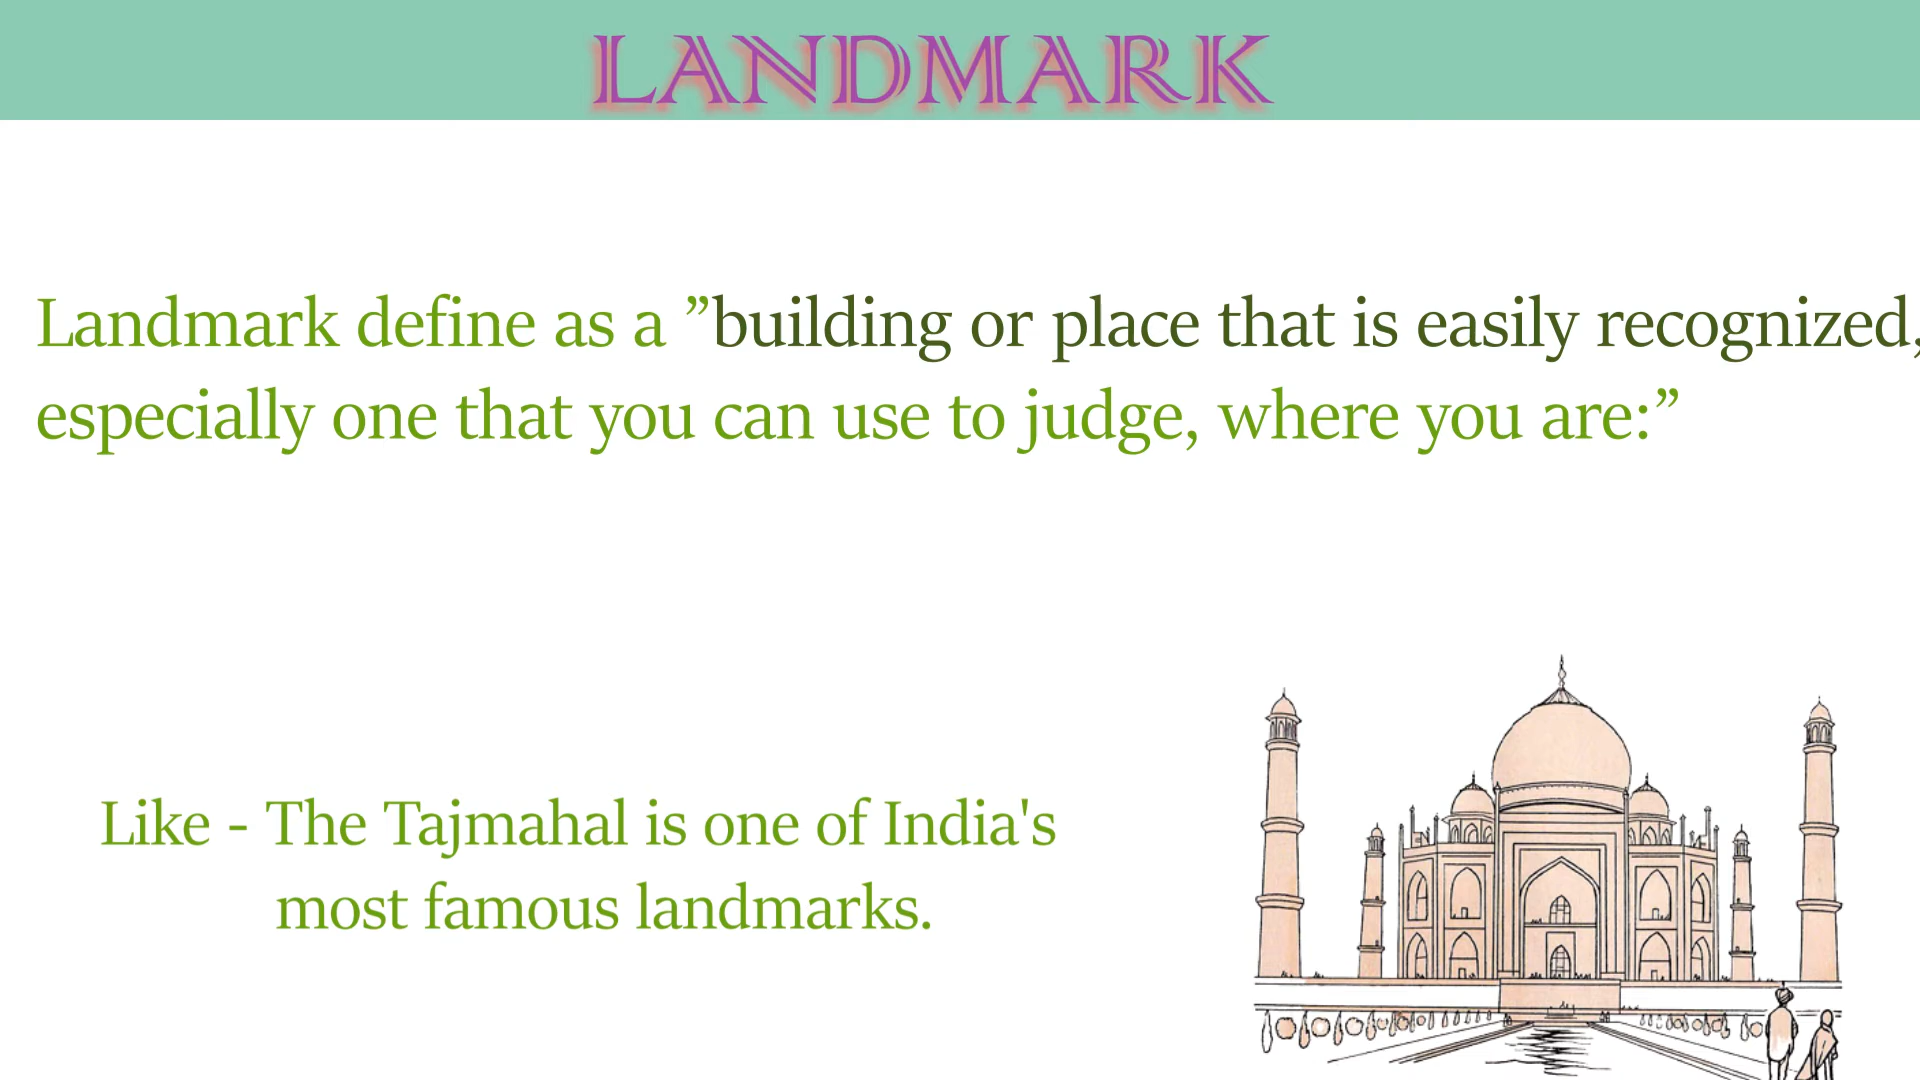 LANDMARK
Landmark define as a ”building or place that is easily recognized,
especially one that you can use to judge, where you are:”
Like - The Tajmahal is one of India's
most famous landmarks.